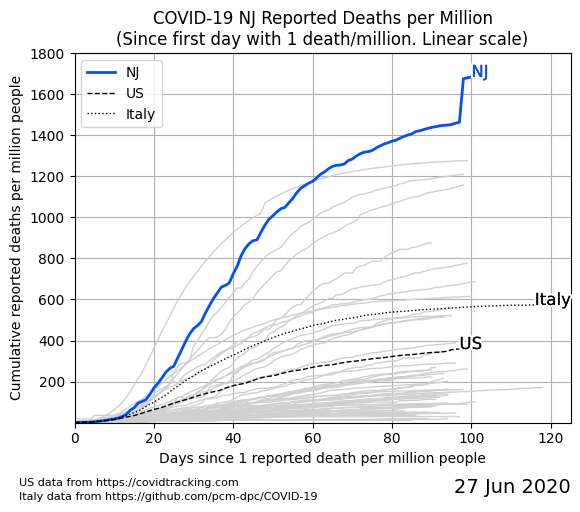 COVID-19 NJ Reported Deaths per Million
(Since first day with 1 death/million. Linear scale)
Cumulative reported deaths per million people
1800
1600
1400
1200
1000
800
600
400
200
NJ
US
Italy
NJ
Italy
US
0 20 40 60 80 100 120
Days since 1 reported death per million people
US data from https://covidtracking.com
Italy data from https://github.com/pcm-dpc/COVID-19
27 Jun 2020